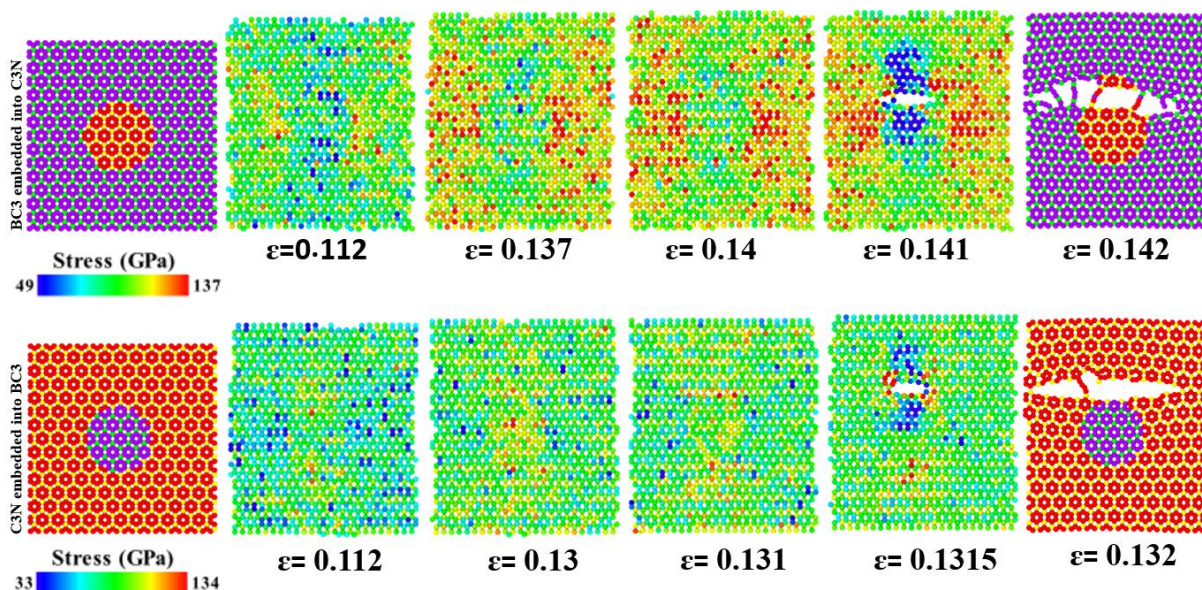 BC3 embedded into C3N
ε=0.112
ε= 0.137
ε= 0.14
ε= 0.141
ε= 0.142
Stress (GPa)
49
137
C3N embedded into BC3
ε= 0.112
ε= 0.13
ε= 0.131
ε= 0.1315
ε= 0.132
Stress (GPa)
33
134